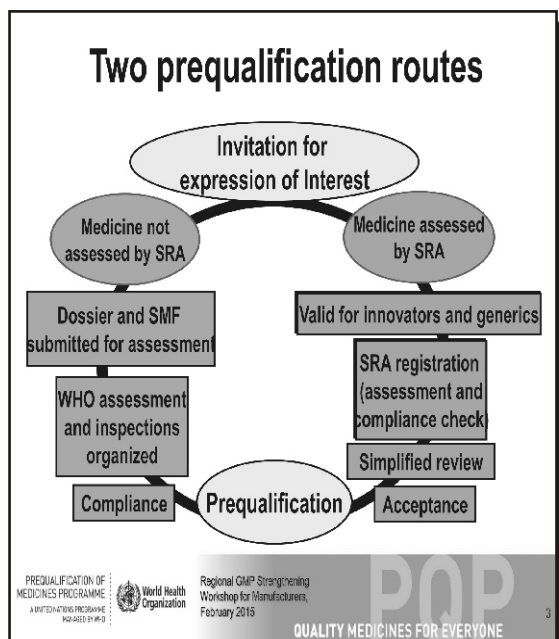 Two prequalification routes
Invitation for
expression of Interest
Medicine not
assessed by SRA
Medicine assessed
by SRA
Dossier and SMF
submitted for assessment
WHO assessment
and inspections
organized
Compliance
Valid for innovators and generics
SRA registration
(assessment and
compliance check)
Simplified review
Acceptance
Prequalification
PREQUALIFICATION OF
MEDICINES PROGRAMME
A UNITED NATIONS PROGRAMME
MANAGED BY WHO
World Health
Organization
Regional GMP Strengthening
Workshop for Manufacturers,
February 2015
PQP
QUALITY MEDICINES FOR EVERYONE
3